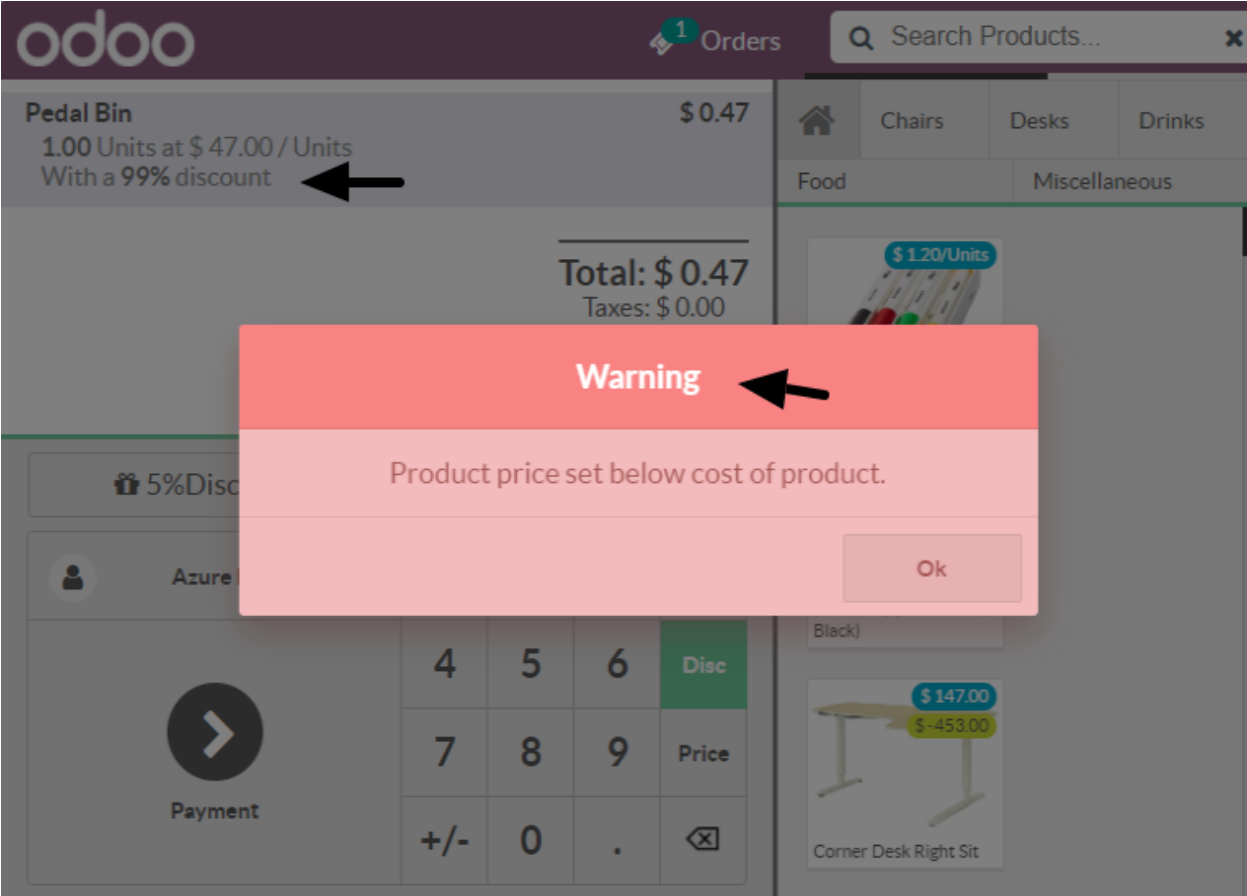 odoo
1
Orders
Search Products...
Pedal Bin
$ 0.47
1.00 Units at $ 47.00 / Units
With a 99% discount
Total: $ 0.47
Taxes: $ 0.00
Chairs
Desks
Drinks
Food
Miscellaneous
$ 1.20/Units
Warning
Product price set below cost of product.
Ok
5%Disc
Azure
Black)
4
5
6
Disc
7
8
9
Price
Payment
+/-
0
.
$ 147.00
$ -453.00
Corner Desk Right Sit